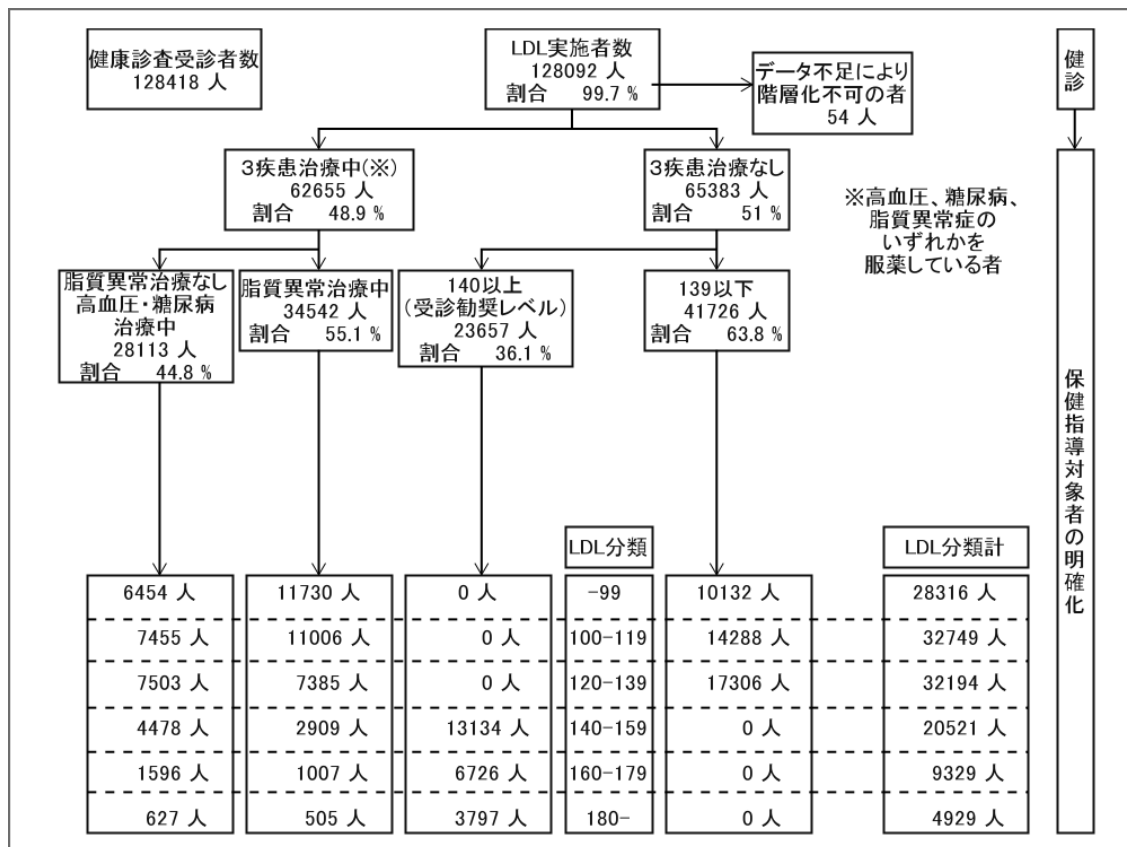 健康診査受診者数
128418 人
LDL実施者数
128092 人
割合 99.7 %
データ不足により
階層化不可の者
54 人
健診
3疾患治療中(※)
62655 人
割合 48.9 %
3疾患治療なし
65383 人
割合 51 %
※高血圧、糖尿病、
脂質異常症の
いずれかを
服薬している者
脂質異常治療なし
高血圧・糖尿病
治療中
28113 人
割合 44.8 %
脂質異常治療中
34542 人
割合 55.1 %
140以上
(受診勧奨レベル)
23657 人
割合 36.1 %
139以下
41726 人
割合 63.8 %
保健指導対象者の明確化
LDL分類
LDL分類計
6454 人 11730 人 0 人 -99 10132 人 28316 人
7455 人 11006 人 0 人 100-119 14288 人 32749 人
7503 人 7385 人 0 人 120-139 17306 人 32194 人
4478 人 2909 人 13134 人 140-159 0 人 20521 人
1596 人 1007 人 6726 人 160-179 0 人 9329 人
627 人 505 人 3797 人 180- 0 人 4929 人